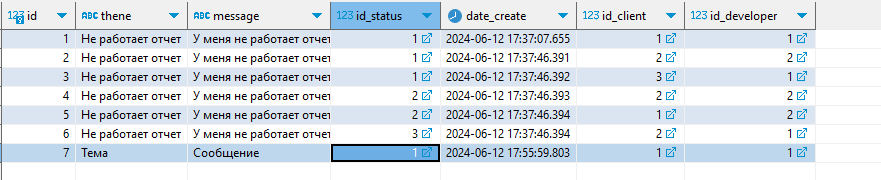 123 id ABC thene ABC message 123 id_status date_create 123 id_client 123 id_developer
1 Не работает отчет У меня не работает отчет 1 2024-06-12 17:37:07.655 1 1
2 Не работает отчет У меня не работает отчет 1 2024-06-12 17:37:46.391 2 2
3 Не работает отчет У меня не работает отчет 1 2024-06-12 17:37:46.392 3 1
4 Не работает отчет У меня не работает отчет 2 2024-06-12 17:37:46.393 2 2
5 Не работает отчет У меня не работает отчет 2 2024-06-12 17:37:46.394 1 2
6 Не работает отчет У меня не работает отчет 3 2024-06-12 17:37:46.394 2 1
7 Тема Сообщение 1 2024-06-12 17:55:59.803 1 1